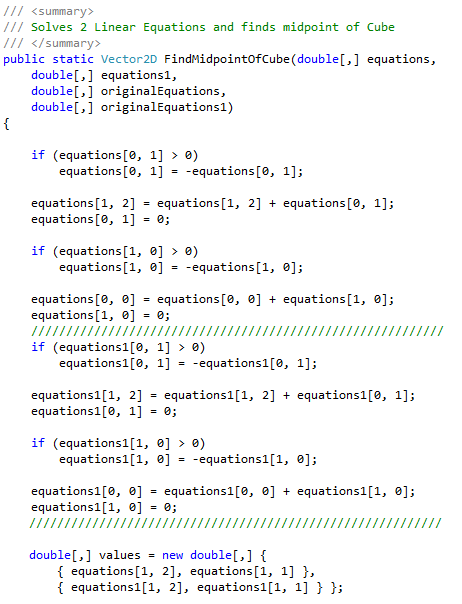 /// <summary>
/// Solves 2 Linear Equations and finds midpoint of Cube
/// </summary>
public static Vector2D FindMidpointOfCube(double[,] equations,
    double[,] equations1,
    double[,] originalEquations,
    double[,] originalEquations1)
{
    if (equations[0, 1] > 0)
        equations[0, 1] = -equations[0, 1];
    equations[1, 2] = equations[1, 2] + equations[0, 1];
    equations[0, 1] = 0;
    if (equations[1, 0] > 0)
        equations[1, 0] = -equations[1, 0];
    equations[0, 0] = equations[0, 0] + equations[1, 0];
    equations[1, 0] = 0;
    ///////////////////////////////////////////////////////////
    if (equations1[0, 1] > 0)
        equations1[0, 1] = -equations1[0, 1];
    equations1[1, 2] = equations1[1, 2] + equations1[0, 1];
    equations1[0, 1] = 0;
    if (equations1[1, 0] > 0)
        equations1[1, 0] = -equations1[1, 0];
    equations1[0, 0] = equations1[0, 0] + equations1[1, 0];
    equations1[1, 0] = 0;
    ///////////////////////////////////////////////////////////
    double[,] values = new double[,] {
        { equations[1, 2], equations[1, 1] },
        { equations1[1, 2], equations1[1, 1] } };